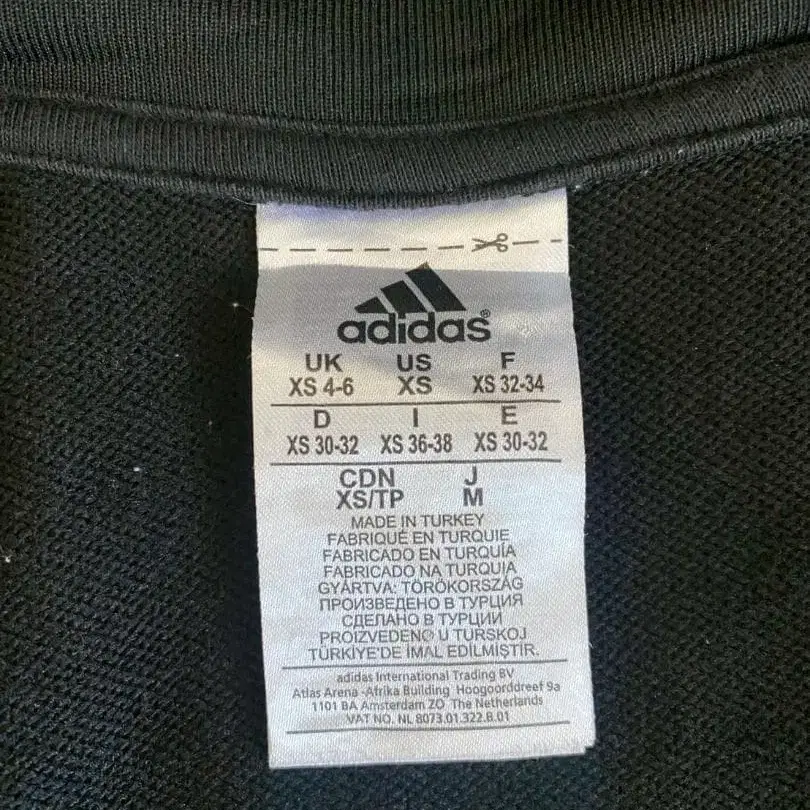 adidas®
UK US F
XS 4-6 XS XS 32-34
D I E
XS 30-32 XS 36-38 XS 30-32
CDN J
XS/TP M
MADE IN TURKEY
FABRIQUÉ EN TURQUIE
FABRICADO EN TURQUÍA
FABRICADO NA TURQUIA
GYÁRTVA: TÖRÖKORSZÁG
ПРОИЗВЕДЕНО В ТУРЦИЯ
СДЕЛАНО В ТУРЦИИ
PROIZVEDENO U TURSKOJ
TÜRKİYE'DE İMAL EDİLMİŞTİR.
adidas International Trading BV
Atlas Arena -Afrika Building Hoogoorddreef 9a
1101 BA Amsterdam ZO The Netherlands
VAT NO. NL 8073.01.322.B.01